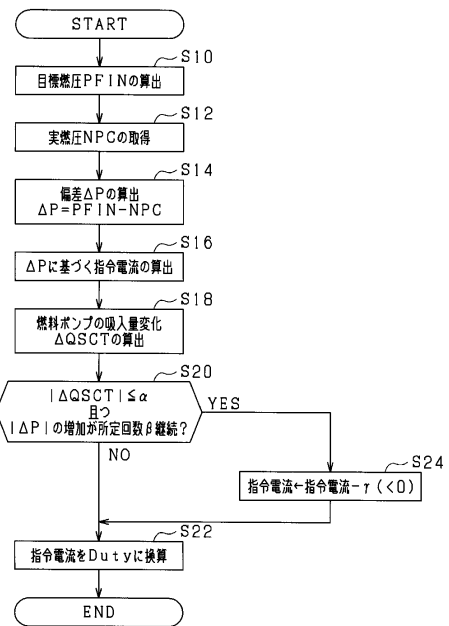 START
S10
目標燃圧PFINの算出
S12
実燃圧NPCの取得
S14
偏差ΔPの算出
ΔP=PFIN−NPC
S16
ΔPに基づく指令電流の算出
S18
燃料ポンプの吸入量変化
ΔQSCTの算出
S20
|ΔQSCT|≦α
且つ
|ΔP|の増加が所定回数β継続?
YES
NO
S24
指令電流←指令電流−γ(<0)
S22
指令電流をDutyに換算
END